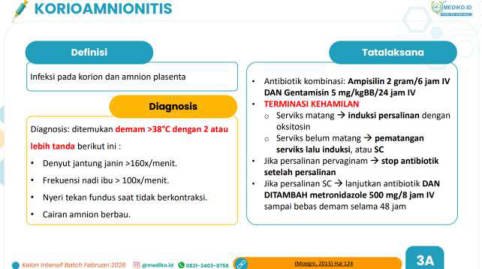 KORIOAMNIONITIS
MEDIKO.ID
Definisi
Infeksi pada korion dan amnion plasenta
Diagnosis
Diagnosis: ditemukan demam >38°C dengan 2 atau
lebih tanda berikut ini :
• Denyut jantung janin >160x/menit.
• Frekuensi nadi ibu > 100x/menit.
• Nyeri tekan fundus saat tidak berkontraksi.
• Cairan amnion berbau.
Tatalaksana
• Antibiotik kombinasi: Ampisilin 2 gram/6 jam IV
DAN Gentamisin 5 mg/kgBB/24 jam IV
• TERMINASI KEHAMILAN
o Serviks matang → induksi persalinan dengan
oksitosin
o Serviks belum matang → pematangan
serviks lalu induksi, atau SC
• Jika persalinan pervaginam → stop antibiotik
setelah persalinan
• Jika persalinan SC → lanjutkan antibiotik DAN
DITAMBAH metronidazole 500 mg/8 jam IV
sampai bebas demam selama 48 jam
Kelon Intensif Batch Februari 2026
@mediko.id
0821-2403-8758
Hal 124
3A